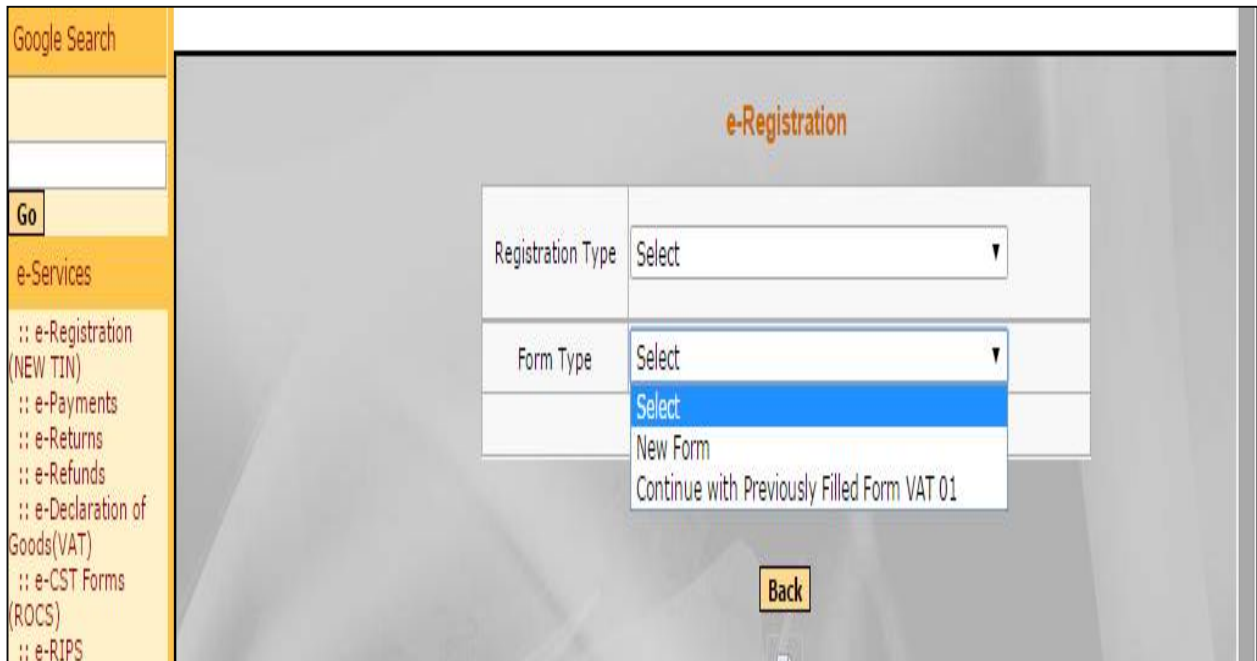 Google Search
Go
e-Services
:: e-Registration
(NEW TIN)
:: e-Payments
:: e-Returns
:: e-Refunds
:: e-Declaration of
Goods(VAT)
:: e-CST Forms
(ROCS)
:: e-RIPS
e-Registration
Registration Type Select
Form Type Select
Select
New Form
Continue with Previously Filled Form VAT 01
Back